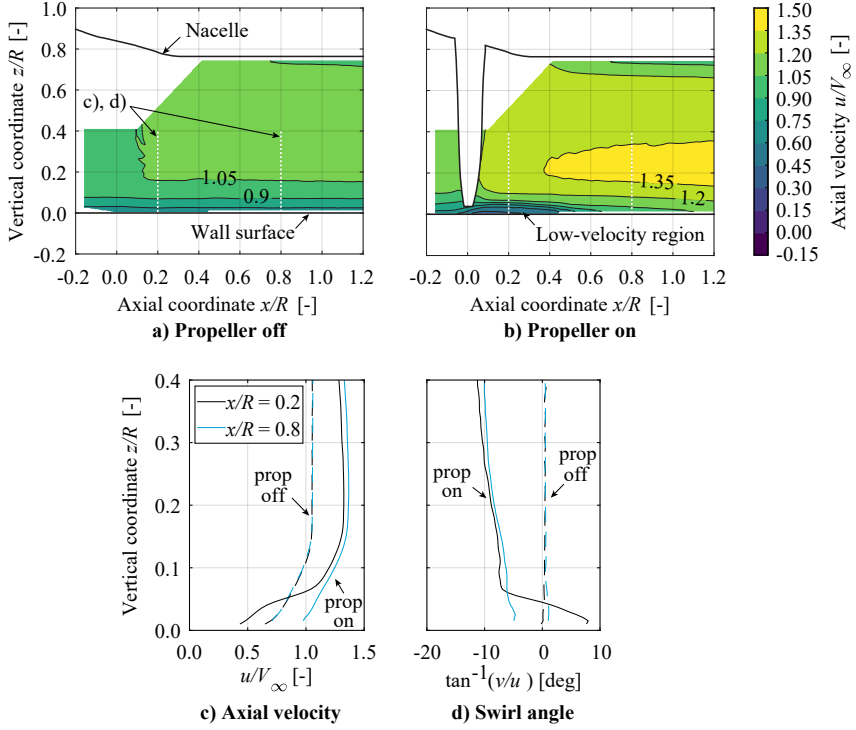 1.0
0.8
0.6
0.4
0.2
0.0
-0.2
Vertical coordinate z/R [-]
Nacelle
c), d)
1.05
0.9
Wall surface
-0.2 0.0 0.2 0.4 0.6 0.8 1.0 1.2
Axial coordinate x/R [-]
a) Propeller off
1.35
1.2
Low-velocity region
-0.2 0.0 0.2 0.4 0.6 0.8 1.0 1.2
Axial coordinate x/R [-]
b) Propeller on
1.50
1.35
1.20
1.05
0.90
0.75
0.60
0.45
0.30
0.15
0.00
-0.15
Axial velocity u/V∞ [-]
0.4
0.3
0.2
0.1
0.0
Vertical coordinate z/R [-]
x/R = 0.2
x/R = 0.8
prop
off
prop
on
0.0 0.5 1.0 1.5
u/V∞ [-]
c) Axial velocity
prop
on
prop
off
-20 -10 0 10
tan⁻¹(v/u ) [deg]
d) Swirl angle